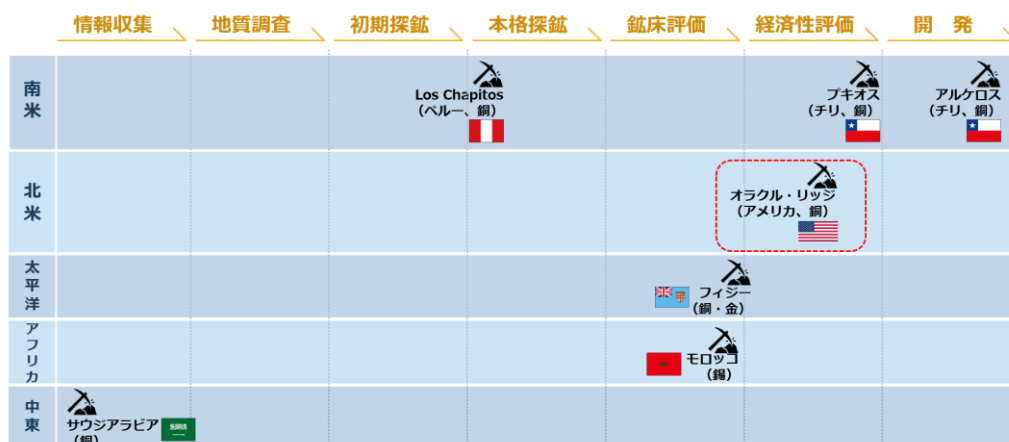 情報収集 地質調査 初期探鉱 本格探鉱 鉱床評価 経済性評価 開 発
南米
Los Chapitos
（ペルー、銅）
プキオス
（チリ、銅）
アルケロス
（チリ、銅）
北米
オラクル・リッジ
（アメリカ、銅）
太平洋
フィジー
（銅・金）
アフリカ
モロッコ
（錫）
中東
サウジアラビア
（銅）